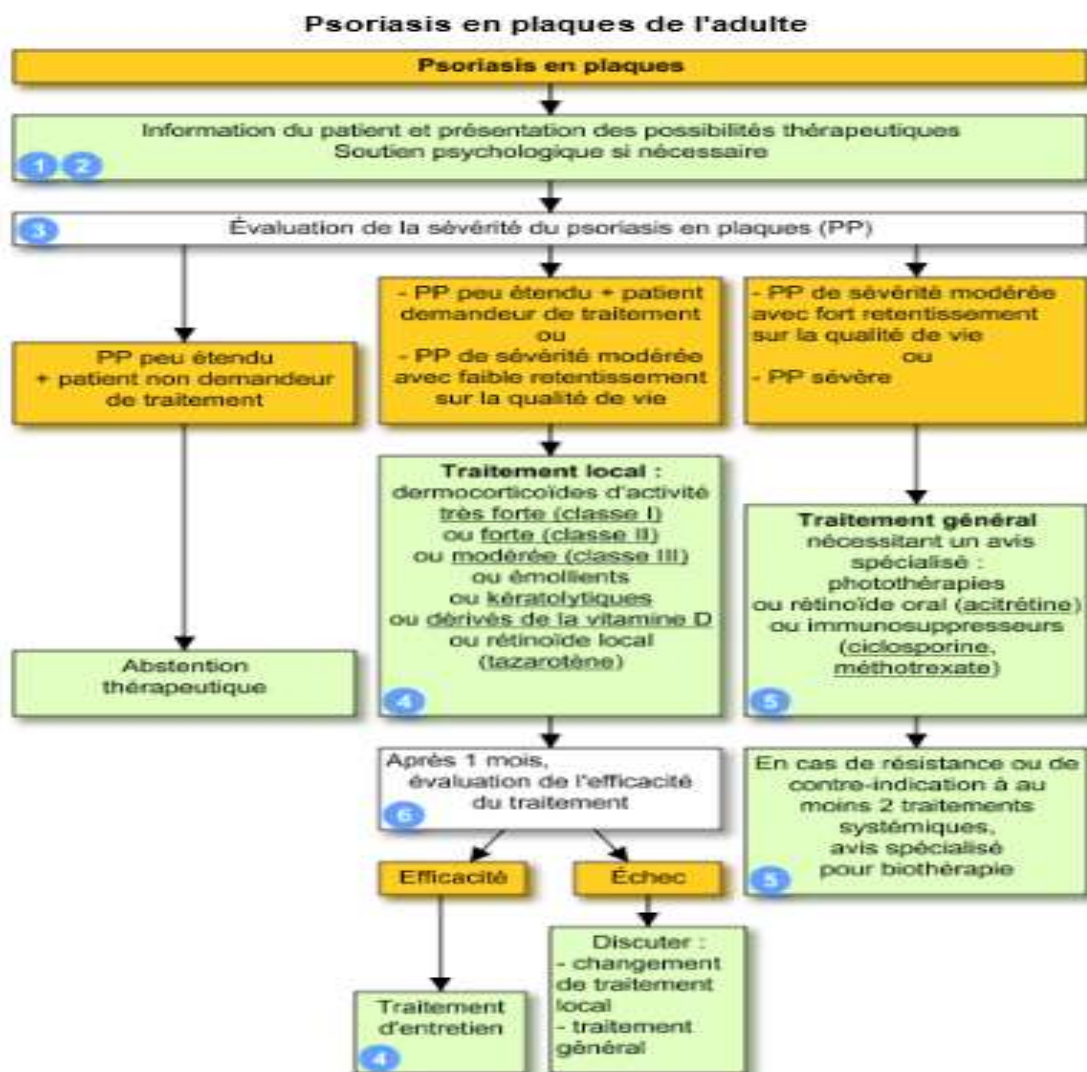 Psoriasis en plaques de l'adulte
Psoriasis en plaques
Information du patient et présentation des possibilités thérapeutiques
Soutien psychologique si nécessaire
1 2
3
Évaluation de la sévérité du psoriasis en plaques (PP)
PP peu étendu
+ patient non demandeur
de traitement
Abstention
thérapeutique
- PP peu étendu + patient
demandeur de traitement
ou
- PP de sévérité modérée
avec faible retentissement
sur la qualité de vie
Traitement local :
dermocorticoïdes d'activité
très forte (classe I)
ou forte (classe II)
ou modérée (classe III)
ou émollients
ou kératolytiques
ou dérivés de la vitamine D
ou rétinoïde local
(tazarotène)
4
Après 1 mois,
évaluation de l'efficacité
du traitement
6
Efficacité
Traitement
d'entretien
4
Échec
Discuter :
- changement
de traitement
local
- traitement
général
- PP de sévérité modérée
avec fort retentissement
sur la qualité de vie
ou
- PP sévère
Traitement général
nécessitant un avis
spécialisé :
photothérapies
ou rétinoïde oral (acitrétine)
ou immunosuppresseurs
(ciclosporine,
méthotrexate)
5
En cas de résistance ou de
contre-indication à au
moins 2 traitements
systémiques,
avis spécialisé
pour biothérapie
5